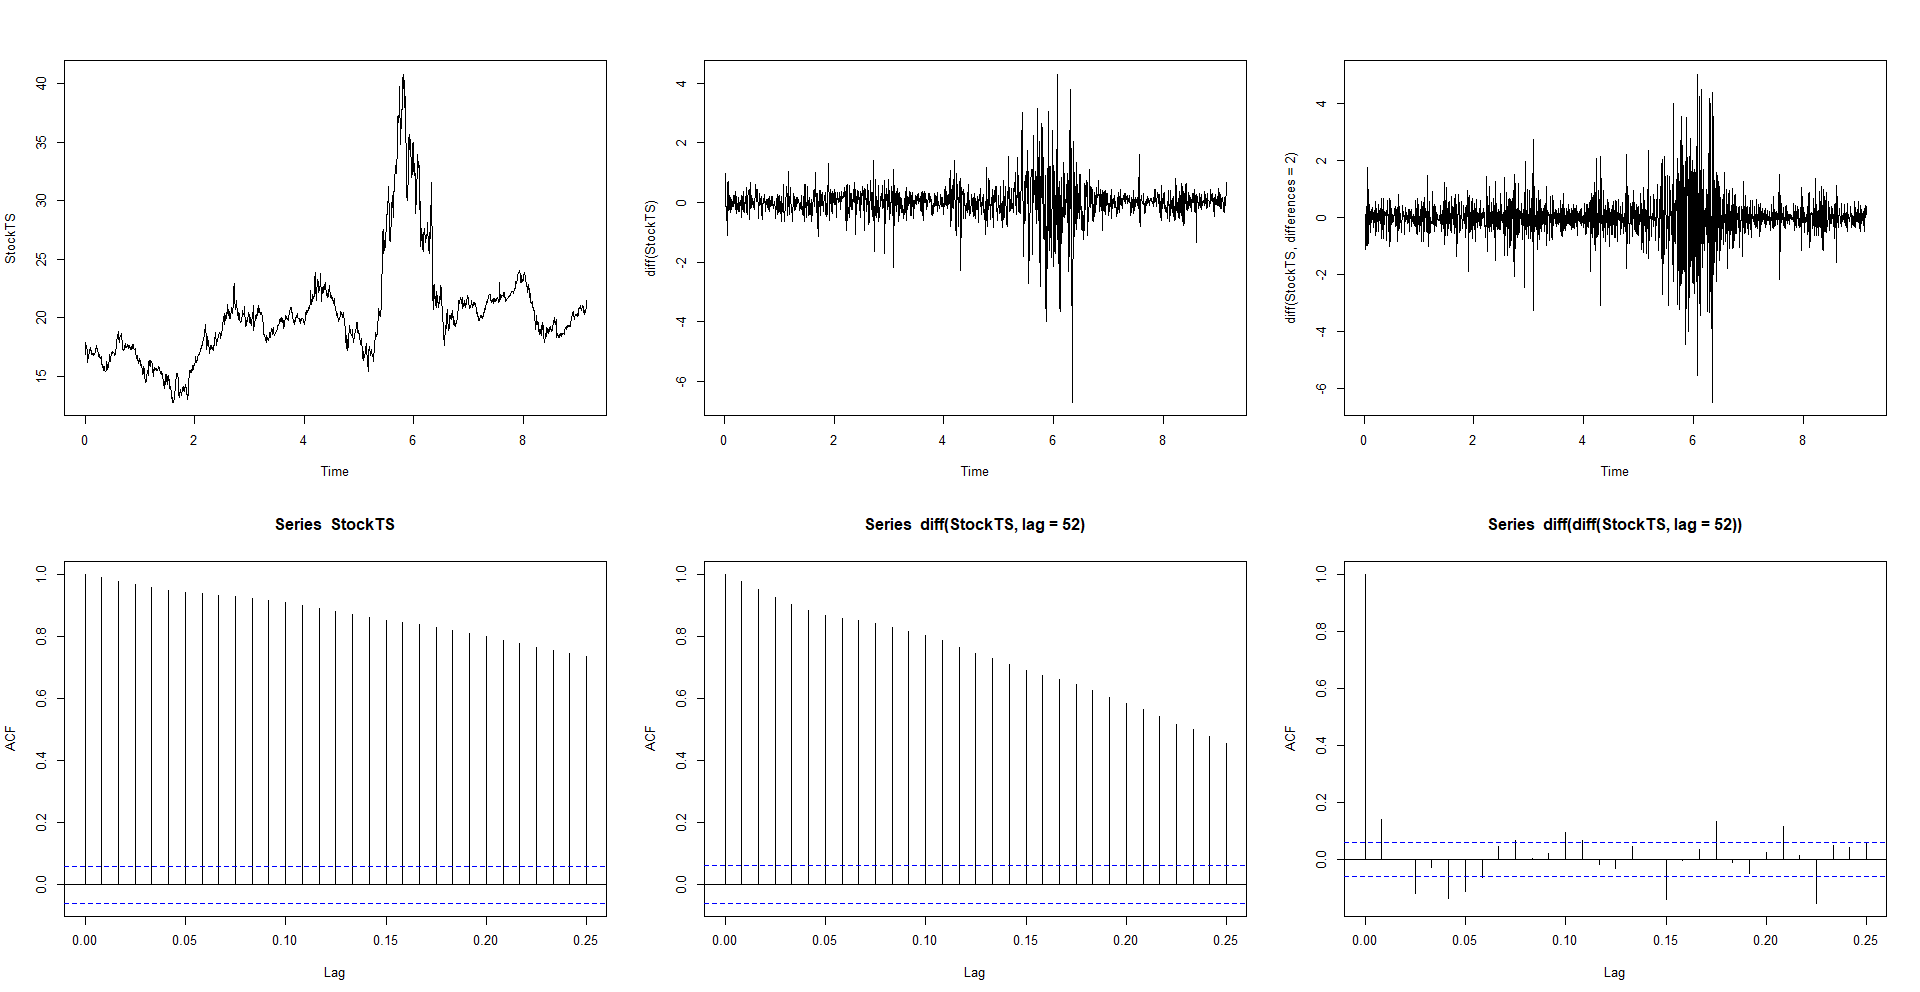 StockTS
40
35
30
25
20
15
0 2 4 6 8
Time
diff(StockTS)
4
2
0
-2
-4
-6
0 2 4 6 8
Time
diff(StockTS, differences = 2)
4
2
0
-2
-4
-6
0 2 4 6 8
Time
Series StockTS
ACF
1.0
0.8
0.6
0.4
0.2
0.0
0.00 0.05 0.10 0.15 0.20 0.25
Lag
Series diff(StockTS, lag = 52)
ACF
1.0
0.8
0.6
0.4
0.2
0.0
0.00 0.05 0.10 0.15 0.20 0.25
Lag
Series diff(diff(StockTS, lag = 52))
ACF
1.0
0.8
0.6
0.4
0.2
0.0
0.00 0.05 0.10 0.15 0.20 0.25
Lag